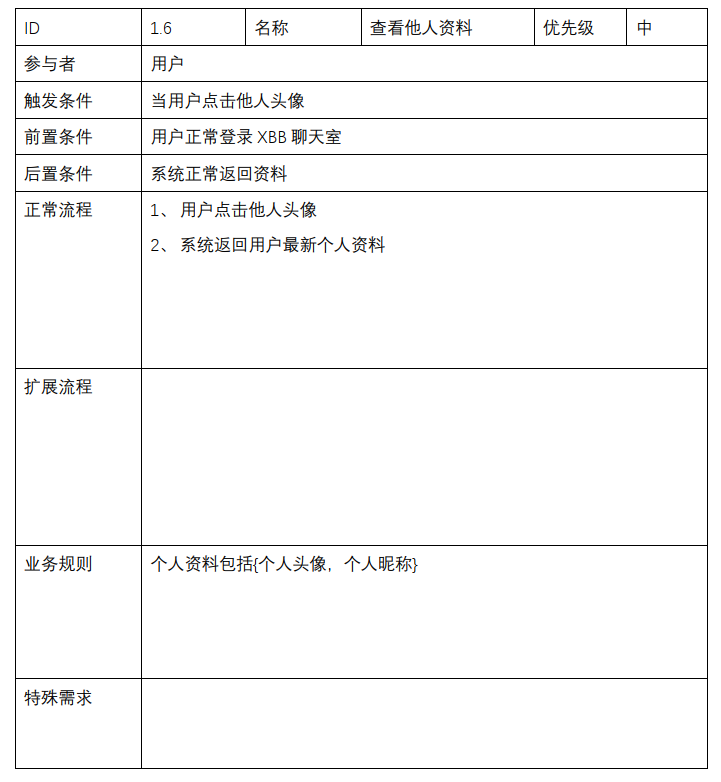 ID 1.6 名称 查看他人资料 优先级 中
参与者 用户
触发条件 当用户点击他人头像
前置条件 用户正常登录 XBB 聊天室
后置条件 系统正常返回资料
正常流程 1、 用户点击他人头像
2、 系统返回用户最新个人资料
扩展流程
业务规则 个人资料包括{个人头像，个人昵称}
特殊需求